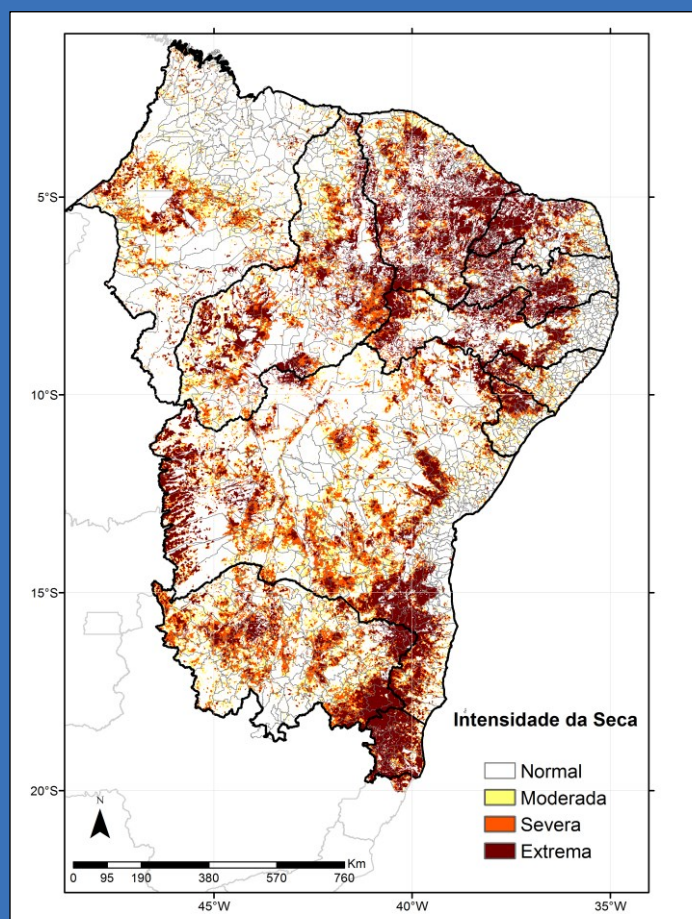 5°S
10°S
15°S
20°S
Intensidade da Seca
Normal
Moderada
Severa
Extrema
N
Km
0 95 190 380 570 760
45°W 40°W 35°W